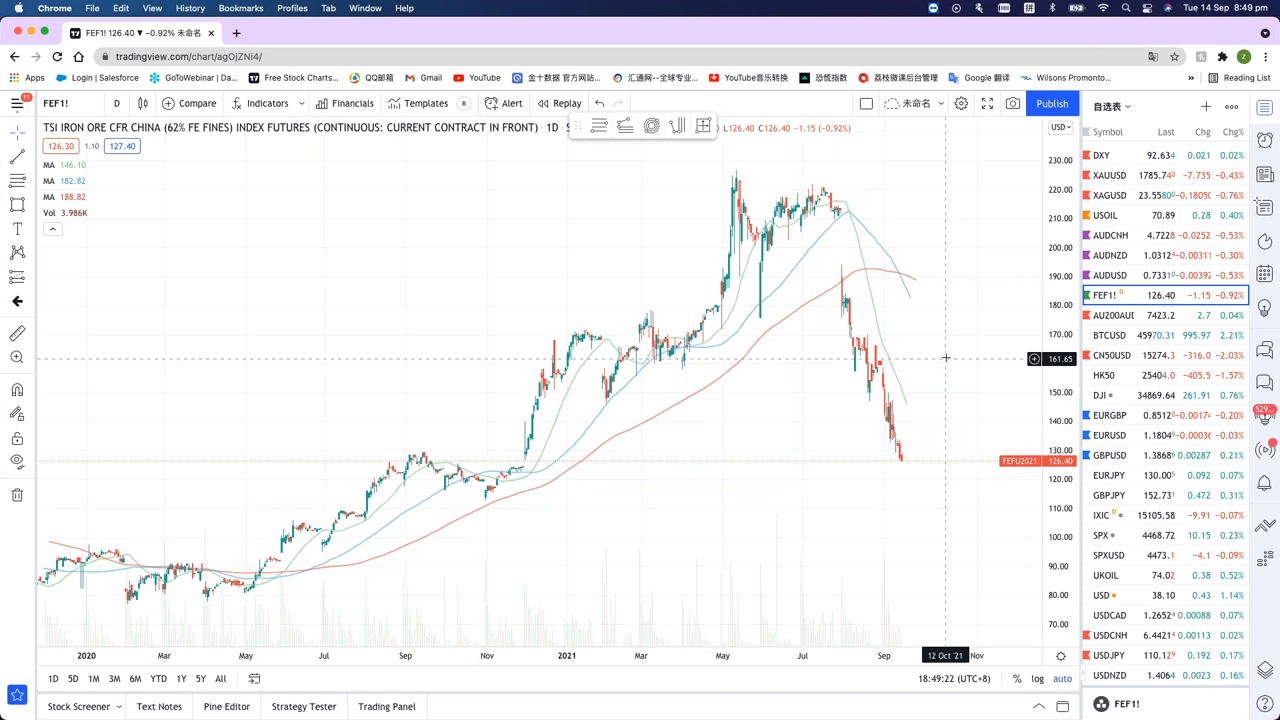 Chrome File Edit View History Bookmarks Profiles Tab Window Help Tue 14 Sep 8:49 pm
FEF1! 126.40 ▼ −0.92% 未命名
tradingview.com/chart/agOjZNi4/
Apps Login | Salesforce GoToWebinar | Da... Free Stock Charts... QQ邮箱 Gmail YouTube 金十数据 官方网站... 汇通网--全球专业... YouTube音乐转换 恐慌指数 荔枝微课后台管理 Google 翻译 Wilsons Promonto... » Reading List
11 FEF1! D Compare Indicators Financials Templates R Alert Replay 未命名 Publish 自选表
TSI IRON ORE CFR CHINA (62% FE FINES) INDEX FUTURES (CONTINUOUS: CURRENT CONTRACT IN FRONT) · 1D · L126.40 C126.40 −1.15 (−0.92%) USD
126.30 1.10 127.40
MA 146.10
MA 182.82
MA 188.82
Vol 3.986K
230.00
220.00
210.00
200.00
190.00
180.00
170.00
161.65
150.00
140.00
130.00
FEFU2021 126.40
120.00
110.00
100.00
90.00
80.00
70.00
2020 Mar May Jul Sep Nov 2021 Mar May Jul Sep 12 Oct '21 Nov
1D 5D 1M 3M 6M YTD 1Y 5Y All 18:49:22 (UTC+8) % log auto
Stock Screener Text Notes Pine Editor Strategy Tester Trading Panel
Symbol Last Chg Chg%
DXY 92.634 0.021 0.02%
XAUUSD 1785.740 −7.735 −0.43%
XAGUSD 23.5580 −0.1805 −0.76%
USOIL 70.89 0.28 0.40%
AUDCNH 4.7228 −0.0252 −0.53%
AUDNZD 1.0312 −0.00311 −0.30%
AUDUSD 0.7331 −0.00392 −0.53%
FEF1! D 126.40 −1.15 −0.92%
AU200AUD 7423.2 2.7 0.04%
BTCUSD 45970.31 995.97 2.21%
CN50USD 15274.3 −316.0 −2.03%
HK50 25404.0 −405.5 −1.57%
DJI 34869.64 261.91 0.76%
EURGBP 0.8512 −0.00174 −0.20%
EURUSD 1.1804 −0.00036 −0.03%
GBPUSD 1.3868 0.00287 0.21%
EURJPY 130.005 0.092 0.07%
GBPJPY 152.731 0.472 0.31%
IXIC D 15105.58 −9.91 −0.07%
SPX 4468.72 10.15 0.23%
SPXUSD 4473.1 −4.1 −0.09%
UKOIL 74.02 0.38 0.52%
USD 38.10 0.43 1.14%
USDCAD 1.2652 0.00088 0.07%
USDCNH 6.4421 0.00113 0.02%
USDJPY 110.129 0.192 0.17%
USDNZD 1.4064 0.0023 0.16%
FEF1!
529...